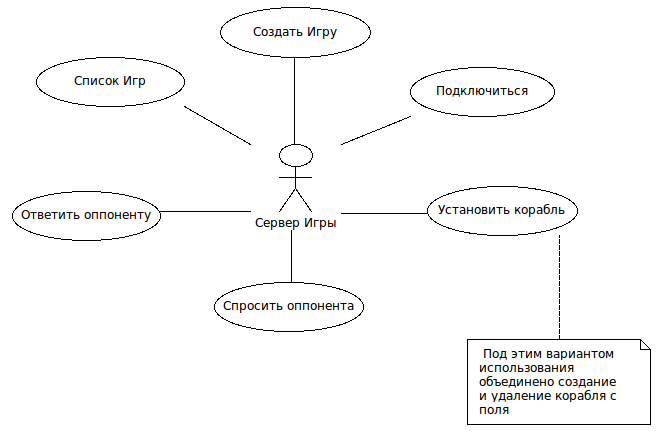 Создать Игру
Список Игр
Подключиться
Ответить оппоненту
Установить корабль
Сервер Игры
Спросить оппонента
Под этим вариантом
использования
объединено создание
и удаление корабля с
поля